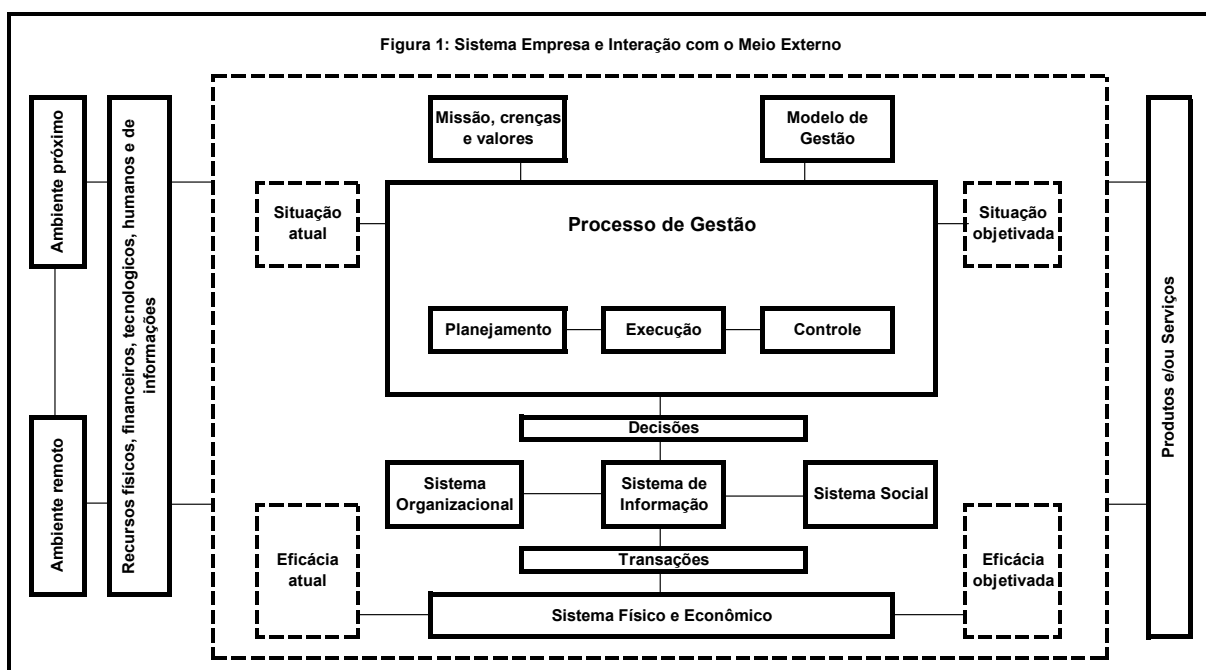 Figura 1: Sistema Empresa e Interação com o Meio Externo
Ambiente próximo
Ambiente remoto
Recursos físicos, financeiros, tecnologicos, humanos e de
informações
Missão, crenças
e valores
Modelo de
Gestão
Situação
atual
Processo de Gestão
Situação
objetivada
Planejamento
Execução
Controle
Decisões
Sistema
Organizacional
Sistema de
Informação
Sistema Social
Eficácia
atual
Transações
Eficácia
objetivada
Sistema Físico e Econômico
Produtos e/ou Serviços